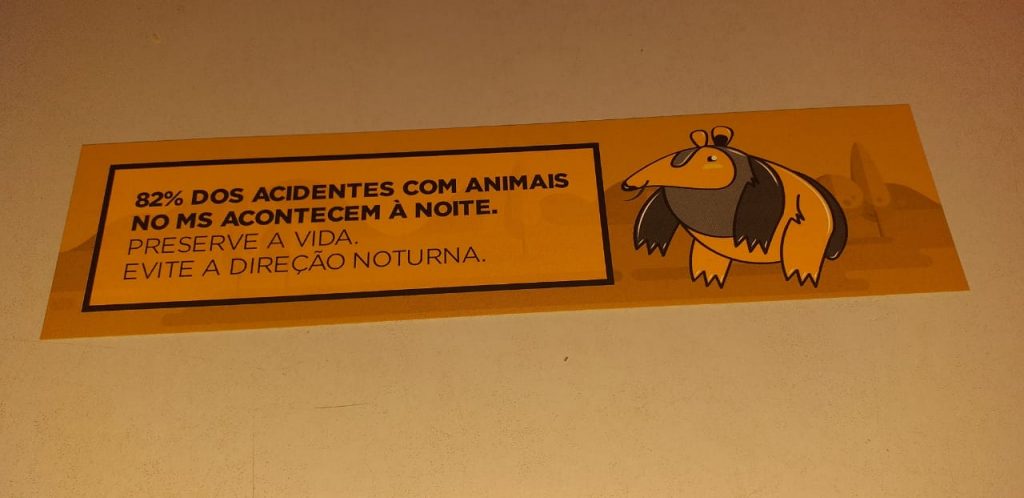 82% DOS ACIDENTES COM ANIMAIS
NO MS ACONTECEM À NOITE.
PRESERVE A VIDA.
EVITE A DIREÇÃO NOTURNA.